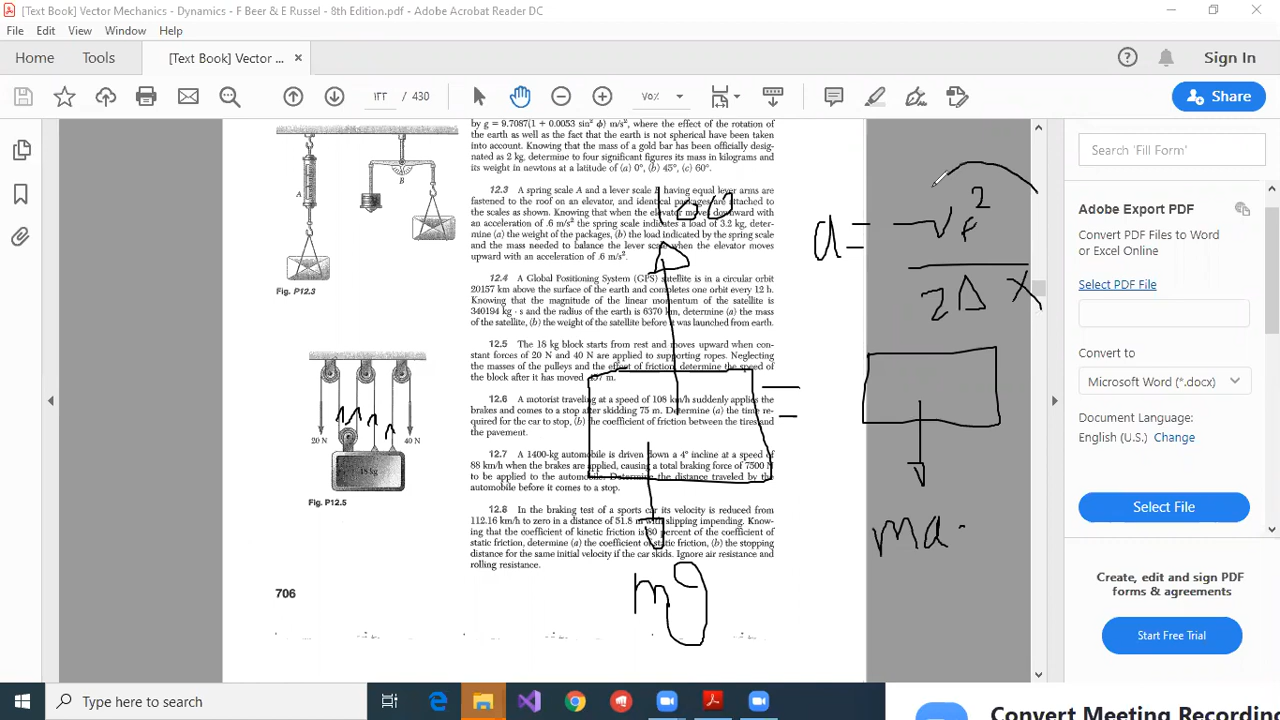 [Text Book] Vector Mechanics - Dynamics - F Beer & E Russel - 8th Edition.pdf - Adobe Acrobat Reader DC
File Edit View Window Help
Home Tools [Text Book] Vector ... × Sign In
١٢٢ / 430 ٧٥% Share
by g = 9.7087(1 + 0.0053 sin² ϕ) m/s², where the effect of the rotation of
the earth as well as the fact that the earth is not spherical have been taken
into account. Knowing that the mass of a gold bar has been officially desig-
nated as 2 kg, determine to four significant figures its mass in kilograms and
its weight in newtons at a latitude of (a) 0°, (b) 45°, (c) 60°.
12.3 A spring scale A and a lever scale having equal lever arms are
fastened to the roof on an elevator, and identical packages are attached to
the scales as shown. Knowing that when the elevator moves downward with
an acceleration of .6 m/s² the spring scale indicates a load of 3.2 kg, deter-
mine (a) the weight of the packages, (b) the load indicated by the spring scale
and the mass needed to balance the lever scale when the elevator moves
upward with an acceleration of .6 m/s².
12.4 A Global Positioning System (GPS) satellite is in a circular orbit
20157 km above the surface of the earth and completes one orbit every 12 h.
Knowing that the magnitude of the linear momentum of the satellite is
340194 kg · s and the radius of the earth is 6370 km, determine (a) the mass
of the satellite, (b) the weight of the satellite before it was launched from earth.
12.5 The 18 kg block starts from rest and moves upward when con-
stant forces of 20 N and 40 N are applied to supporting ropes. Neglecting
the masses of the pulleys and the effect of friction, determine the speed of
the block after it has moved m.
12.6 A motorist traveling at a speed of 108 km/h suddenly applies the
brakes and comes to a stop after skidding 75 m. Determine (a) the time re-
quired for the car to stop, (b) the coefficient of friction between the tires and
the pavement.
12.7 A 1400-kg automobile is driven down a 4° incline at a speed of
88 km/h when the brakes are applied, causing a total braking force of 7500 N
to be applied to the automobile. Determine the distance traveled by the
automobile before it comes to a stop.
12.8 In the braking test of a sports car its velocity is reduced from
112.16 km/h to zero in a distance of 51.8 m with slipping impending. Know-
ing that the coefficient of kinetic friction is 80 percent of the coefficient of
static friction, determine (a) the coefficient of static friction, (b) the stopping
distance for the same initial velocity if the car skids. Ignore air resistance and
rolling resistance.
A
B
Fig. P12.3
20 N 40 N
18 kg
Fig. P12.5
706
100
mg
a = Vf²
2 Δ X
=
ma
Search 'Fill Form'
Adobe Export PDF
Convert PDF Files to Word
or Excel Online
Select PDF File
Convert to
Microsoft Word (*.docx)
Document Language:
English (U.S.) Change
Select File
Create, edit and sign PDF
forms & agreements
Start Free Trial
Type here to search
Convert Meeting Recording